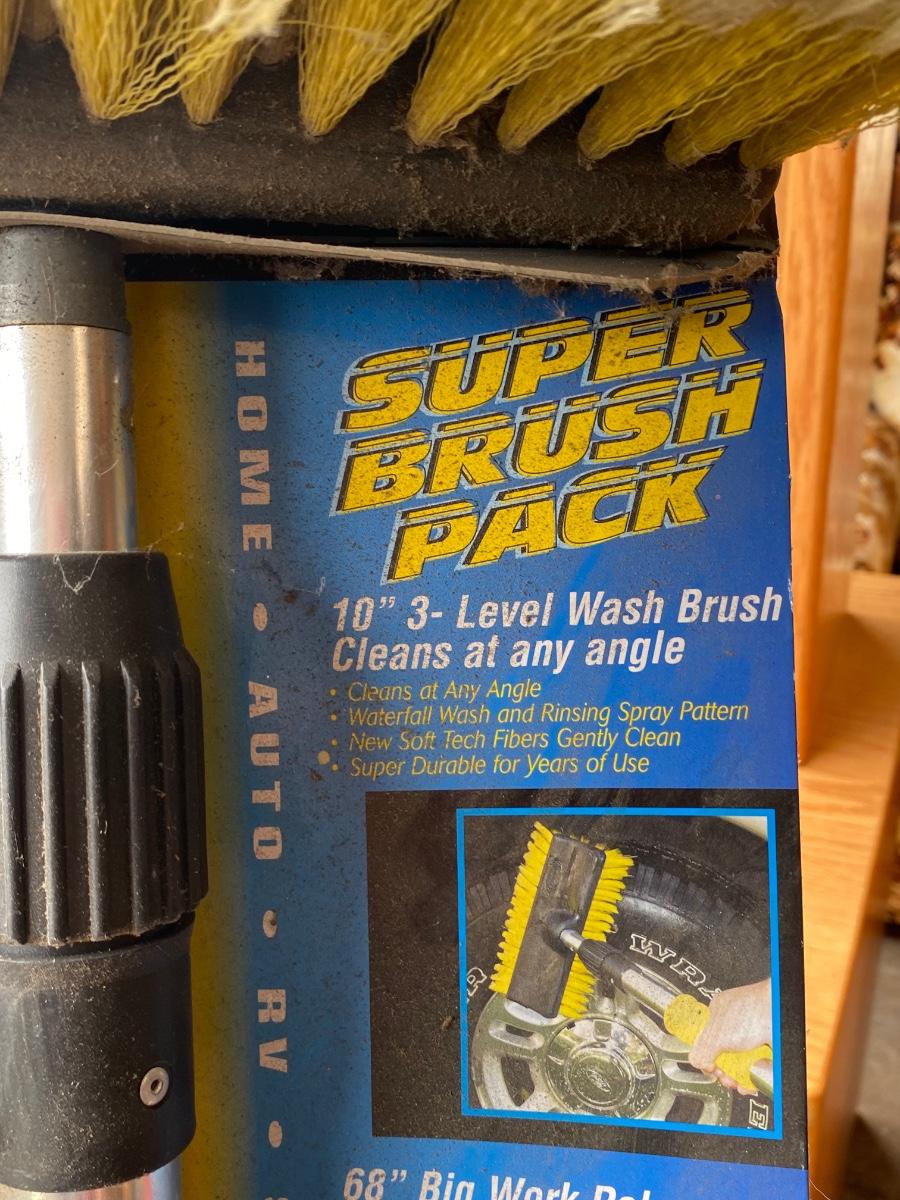 SUPER
BRUSH
PACK
10” 3- Level Wash Brush
Cleans at any angle
• Cleans at Any Angle
• Waterfall Wash and Rinsing Spray Pattern
• New Soft Tech Fibers Gently Clean
• Super Durable for Years of Use
HOME • AUTO • RV •
68” Big Work